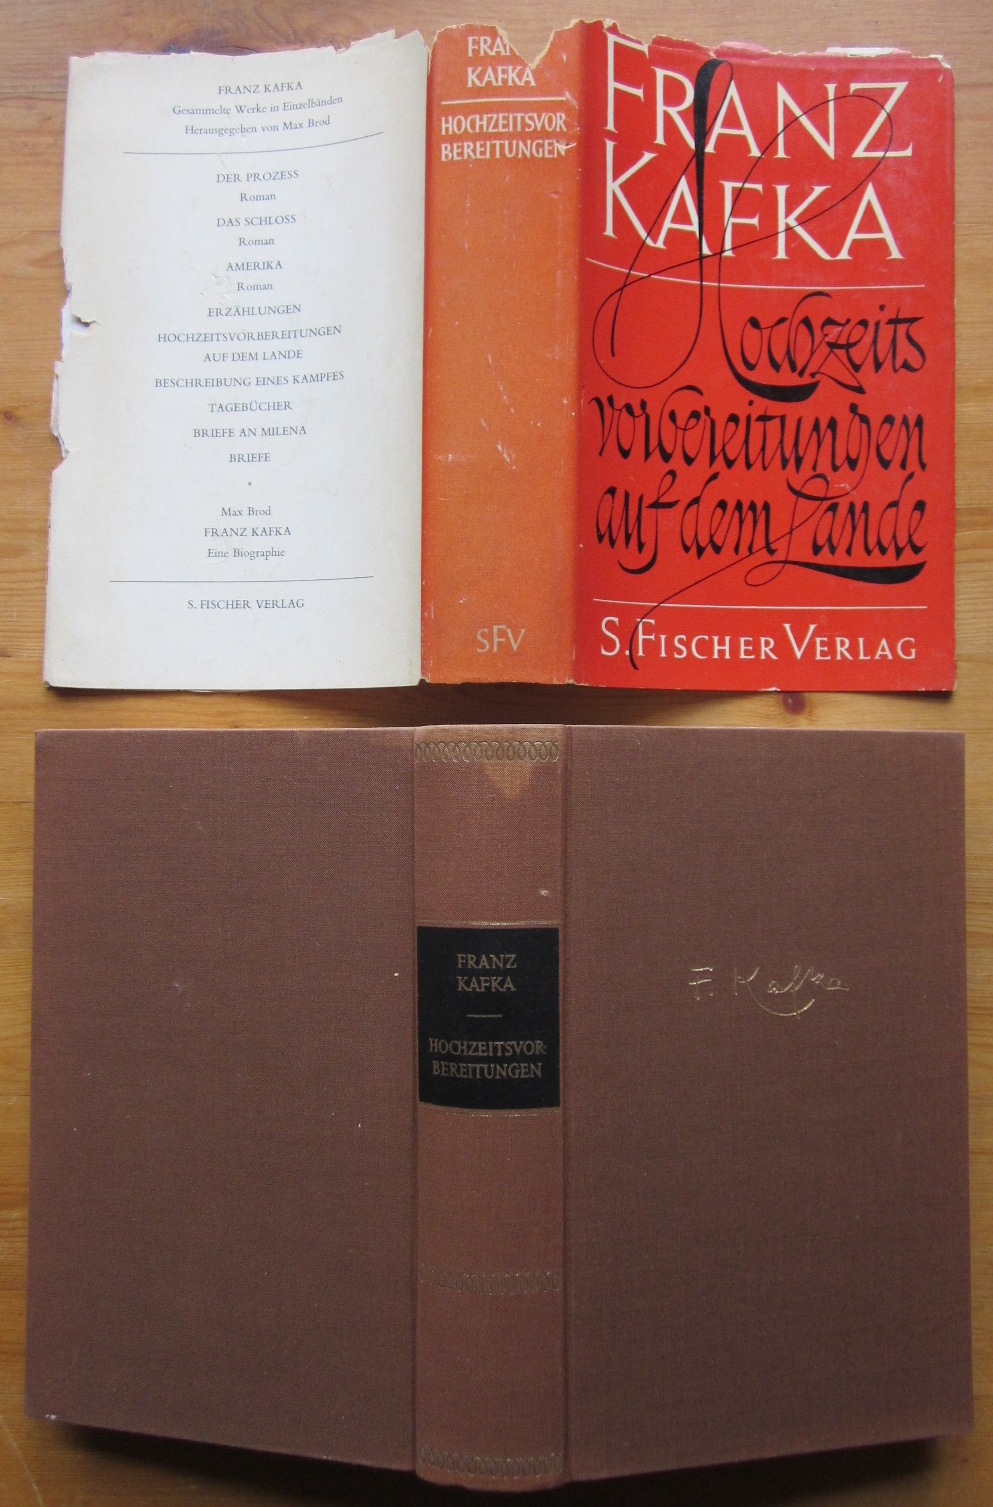 FRANZ KAFKA
Gesammelte Werke in Einzelbänden
Herausgegeben von Max Brod
DER PROZESS
Roman
DAS SCHLOSS
Roman
AMERIKA
Roman
ERZÄHLUNGEN
HOCHZEITSVORBEREITUNGEN
AUF DEM LANDE
BESCHREIBUNG EINES KAMPFES
TAGEBÜCHER
BRIEFE AN MILENA
BRIEFE
*
Max Brod
FRANZ KAFKA
Eine Biographie
S. FISCHER VERLAG
FRAN
KAFKA
HOCHZEITSVOR
BEREITUNGEN
SFV
FRANZ
KAFKA
Hochzeits
vorbereitungen
auf dem Lande
S. FISCHER VERLAG
FRANZ
KAFKA
HOCHZEITSVOR-
BEREITUNGEN
F. Kafka